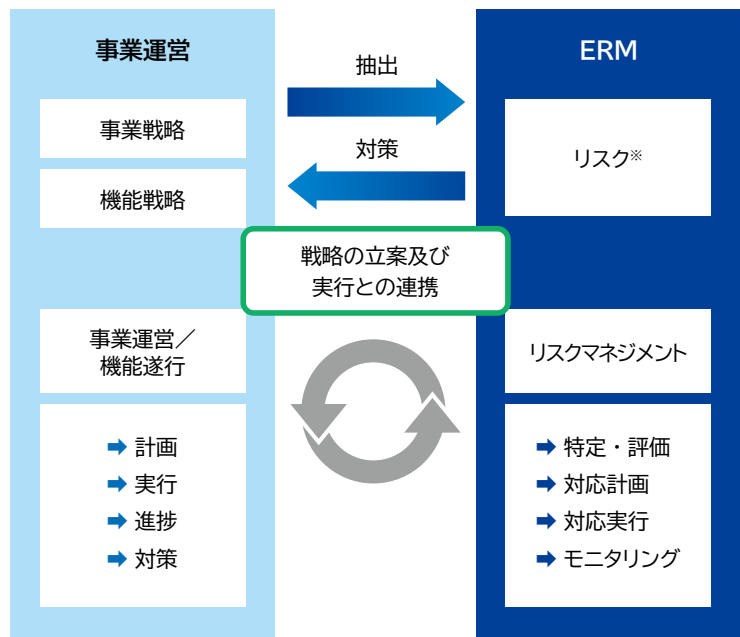 事業運営
事業戦略
機能戦略
抽出
対策
ERM
リスク※
戦略の立案及び
実行との連携
事業運営／
機能遂行
計画
実行
進捗
対策
リスクマネジメント
特定・評価
対応計画
対応実行
モニタリング